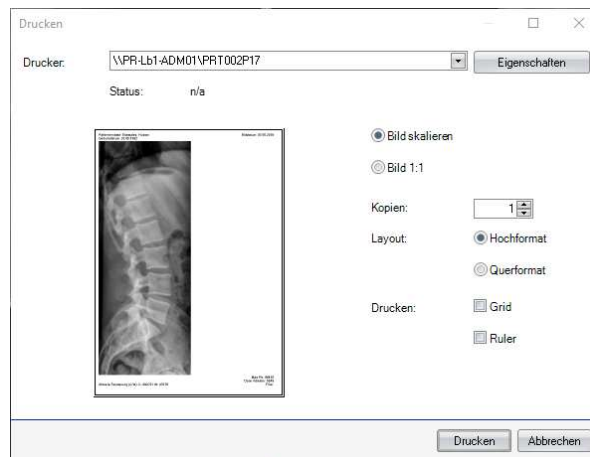 Drucken
Drucker:
\\PR-Lb1-ADM01\PRT002P17
Eigenschaften
Status:
n/a
Bild skalieren
Bild 1:1
Kopien:
1
Layout:
Hochformat
Querformat
Drucken:
Grid
Ruler
Drucken
Abbrechen